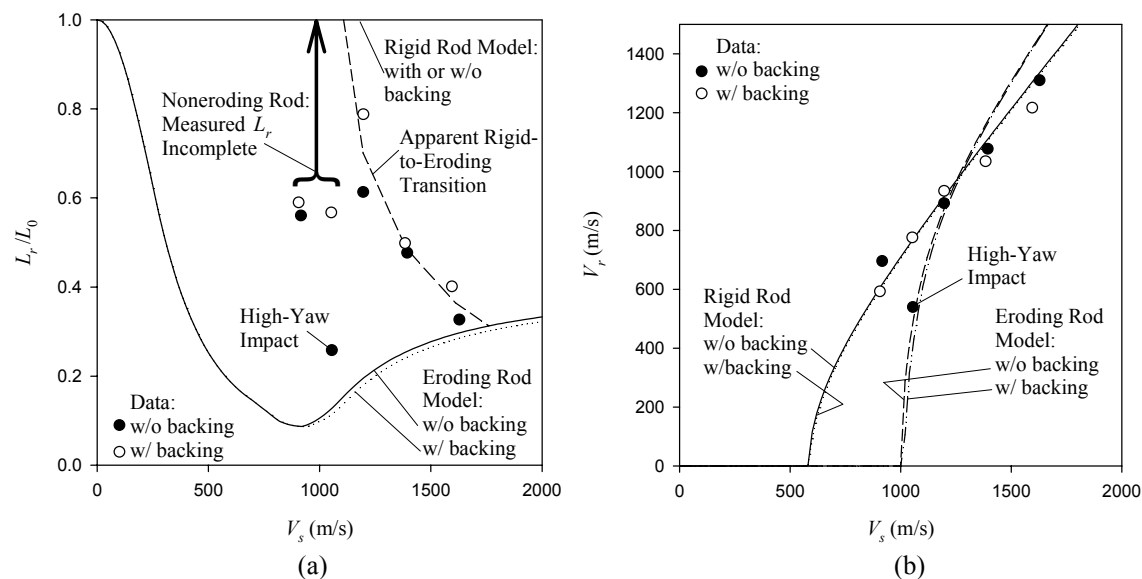 1.0
0.8
0.6
0.4
0.2
0.0
L_r/L_0
0
500
1000
1500
2000
V_s (m/s)
Rigid Rod
Model:
with or w/o
backing
Noneroding Rod:
Measured L_r
Incomplete
Apparent Rigid-
to-Eroding
Transition
High-Yaw
Impact
Eroding Rod
Model:
w/o backing
w/ backing
Data:
w/o backing
w/ backing
(a)
1400
1200
1000
800
600
400
200
0
V_r (m/s)
0
500
1000
1500
2000
V_s (m/s)
Data:
w/o backing
w/ backing
High-Yaw
Impact
Rigid Rod
Model:
w/o backing
w/backing
Eroding Rod
Model:
w/o backing
w/ backing
(b)